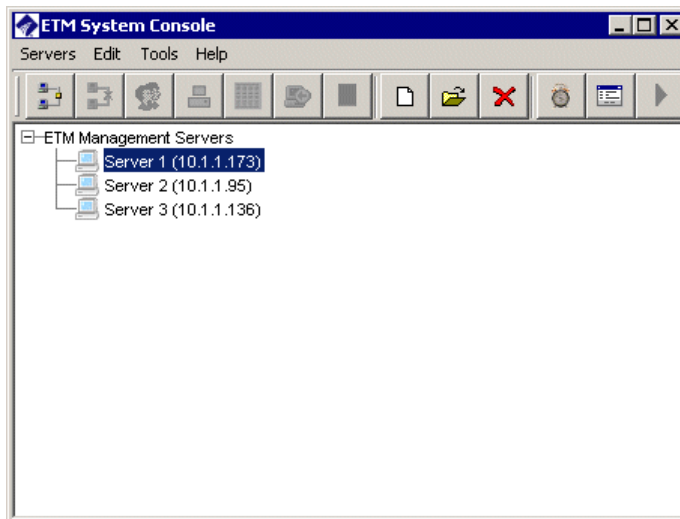 ETM System Console
Servers Edit Tools Help
ETM Management Servers
Server 1 (10.1.1.173)
Server 2 (10.1.1.95)
Server 3 (10.1.1.136)